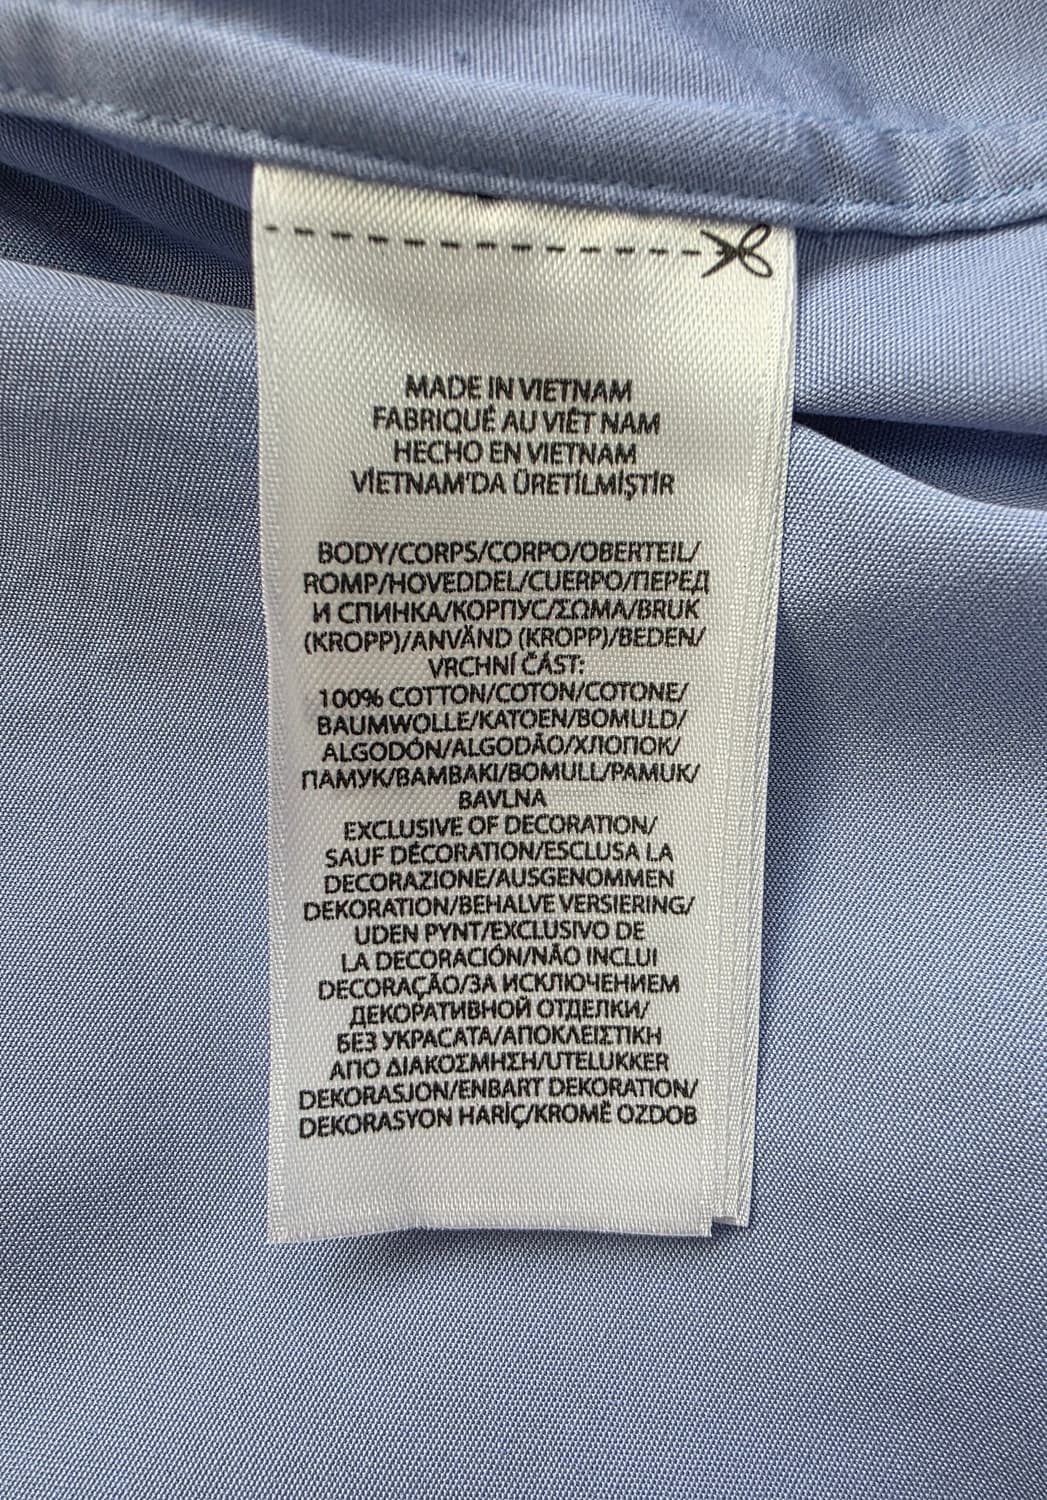 MADE IN VIETNAM
FABRIQUÉ AU VIÊT NAM
HECHO EN VIETNAM
VİETNAM'DA ÜRETİLMİŞTİR
BODY/CORPS/CORPO/OBERTEIL/
ROMP/HOVEDDEL/CUERPO/ПЕРЕД
И СПИНКА/КОРПУС/ΣΩΜΑ/BRUK
(KROPP)/ANVÄND (KROPP)/BEDEN/
VRCHNÍ ČÁST:
100% COTTON/COTON/COTONE/
BAUMWOLLE/KATOEN/BOMULD/
ALGODÓN/ALGODÃO/ХЛОПОК/
ПАМУК/ΒΑΜΒΑΚΙ/BOMULL/PAMUK/
BAVLNA
EXCLUSIVE OF DECORATION/
SAUF DÉCORATION/ESCLUSA LA
DECORAZIONE/AUSGENOMMEN
DEKORATION/BEHALVE VERSIERING/
UDEN PYNT/EXCLUSIVO DE
LA DECORACIÓN/NÃO INCLUI
DECORAÇÃO/ЗА ИСКЛЮЧЕНИЕМ
ДЕКОРАТИВНОЙ ОТДЕЛКИ/
БЕЗ УКРАСАТА/ΑΠΟΚΛΕΙΣΤΙΚΗ
ΑΠΟ ΔΙΑΚΟΣΜΗΣΗ/UTELUKKER
DEKORASJON/ENBART DEKORATION/
DEKORASYON HARİÇ/KROMĚ OZDOB